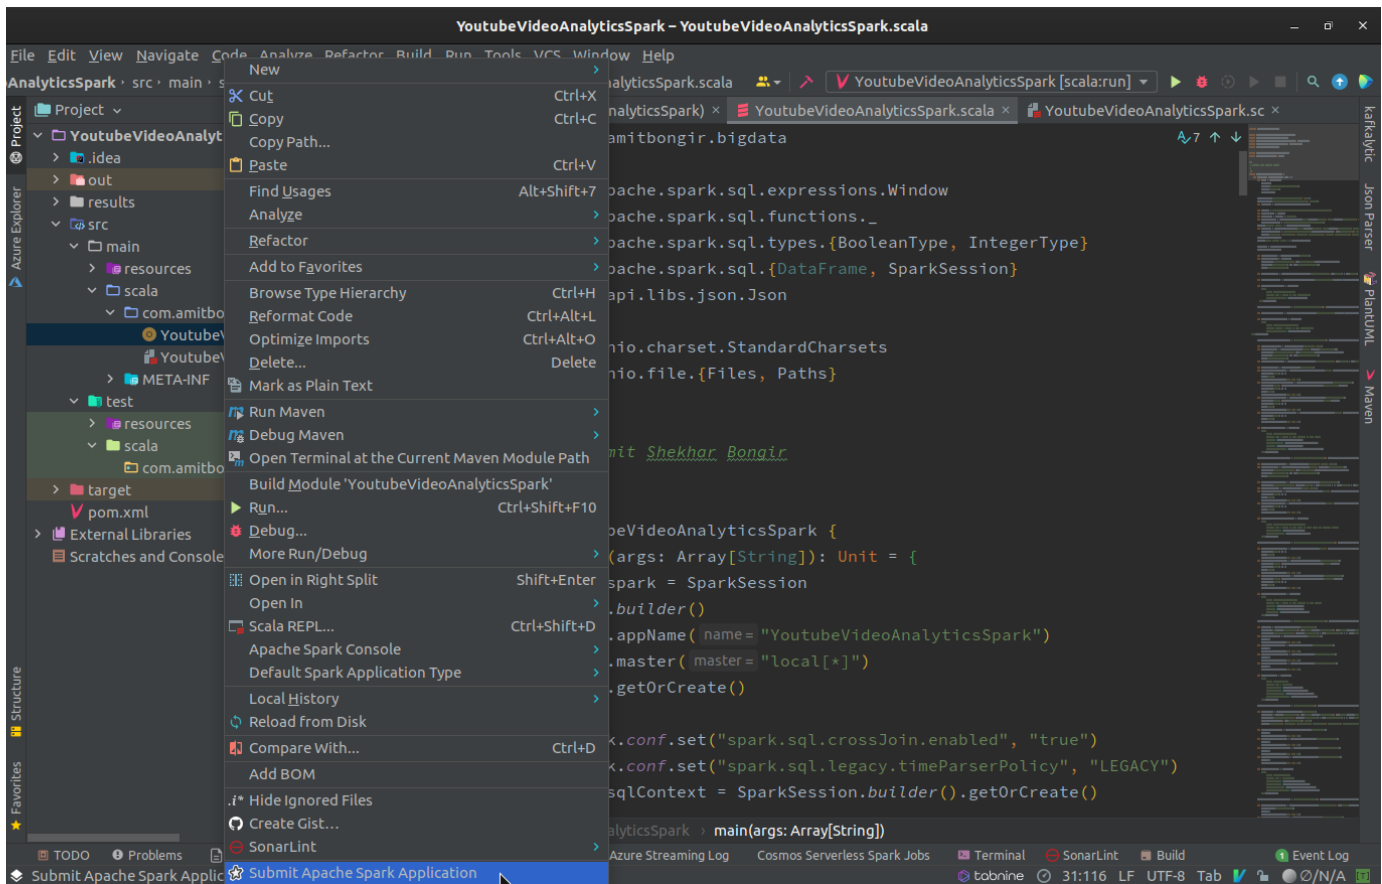 YoutubeVideoAnalyticsSpark – YoutubeVideoAnalyticsSpark.scala
File Edit View Navigate Code Analyze Refactor Build Run Tools VCS Window Help
AnalyticsSpark › src › main › s
alyticsSpark.scala
YoutubeVideoAnalyticsSpark [scala:run]
Project
nalyticsSpark) ×
YoutubeVideoAnalyticsSpark.scala ×
YoutubeVideoAnalyticsSpark.sc ×
Project
Azure Explorer
Structure
Favorites
YoutubeVideoAnalyt
.idea
out
results
src
main
resources
scala
com.amitbo
Youtube
Youtube
META-INF
test
resources
scala
com.amitbo
target
pom.xml
External Libraries
Scratches and Console
New
Cut Ctrl+X
Copy Ctrl+C
Copy Path...
Paste Ctrl+V
Find Usages Alt+Shift+7
Analyze
Refactor
Add to Favorites
Browse Type Hierarchy Ctrl+H
Reformat Code Ctrl+Alt+L
Optimize Imports Ctrl+Alt+O
Delete... Delete
Mark as Plain Text
Run Maven
Debug Maven
Open Terminal at the Current Maven Module Path
Build Module 'YoutubeVideoAnalyticsSpark'
Run... Ctrl+Shift+F10
Debug...
More Run/Debug
Open in Right Split Shift+Enter
Open In
Scala REPL... Ctrl+Shift+D
Apache Spark Console
Default Spark Application Type
Local History
Reload from Disk
Compare With... Ctrl+D
Add BOM
.i* Hide Ignored Files
Create Gist...
SonarLint
Submit Apache Spark Application
amitbongir.bigdata
7
pache.spark.sql.expressions.Window
pache.spark.sql.functions._
pache.spark.sql.types.{BooleanType, IntegerType}
pache.spark.sql.{DataFrame, SparkSession}
api.libs.json.Json
nio.charset.StandardCharsets
nio.file.{Files, Paths}
mit Shekhar Bongir
beVideoAnalyticsSpark {
(args: Array[String]): Unit = {
spark = SparkSession
.builder()
.appName( name = "YoutubeVideoAnalyticsSpark")
.master( master = "local[*]")
.getOrCreate()
k.conf.set("spark.sql.crossJoin.enabled", "true")
k.conf.set("spark.sql.legacy.timeParserPolicy", "LEGACY")
sqlContext = SparkSession.builder().getOrCreate()
alyticsSpark › main(args: Array[String])
kafkalytic
Json Parser
PlantUML
Maven
TODO Problems
Azure Streaming Log Cosmos Serverless Spark Jobs Terminal SonarLint Build 1 Event Log
Submit Apache Spark Applic
tabnine 31:116 LF UTF-8 Tab Ø/N/A [T]